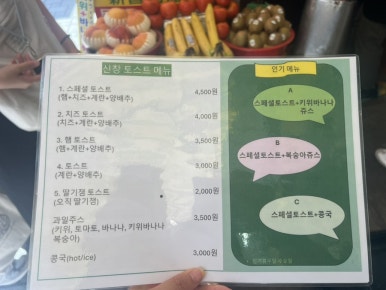 신창 토스트 메뉴
1. 스페셜 토스트 4,500원
(햄+치즈+계란+양배추)
2. 치즈 토스트 4,000원
(치즈+계란+양배추)
3. 햄 토스트 3,500원
(햄+계란+양배추)
4. 토스트 3,000원
(계란+양배추)
5. 딸기잼 토스트 2,000원
(오직 딸기잼)
과일주스 3,500원
(키위, 토마토, 바나나, 키위바나나
복숭아)
콩국(hot/ice) 3,000원
인기 메뉴
A
스페셜토스트+키위바나나
쥬스
B
스페셜토스트+복숭아쥬스
C
스페셜토스트+콩국